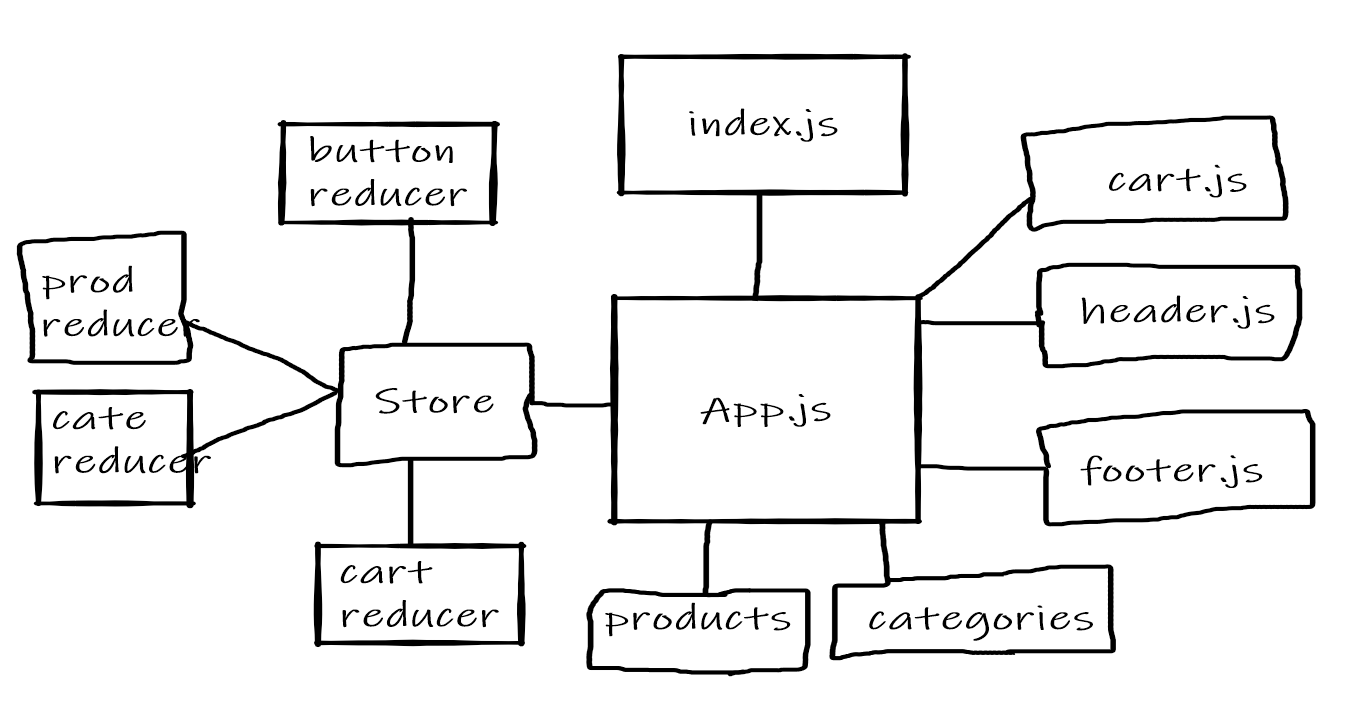 index.js
button
reducer
cart.js
prod
reducer
header.js
Store
App.js
cate
reducer
footer.js
cart
reducer
products
categories